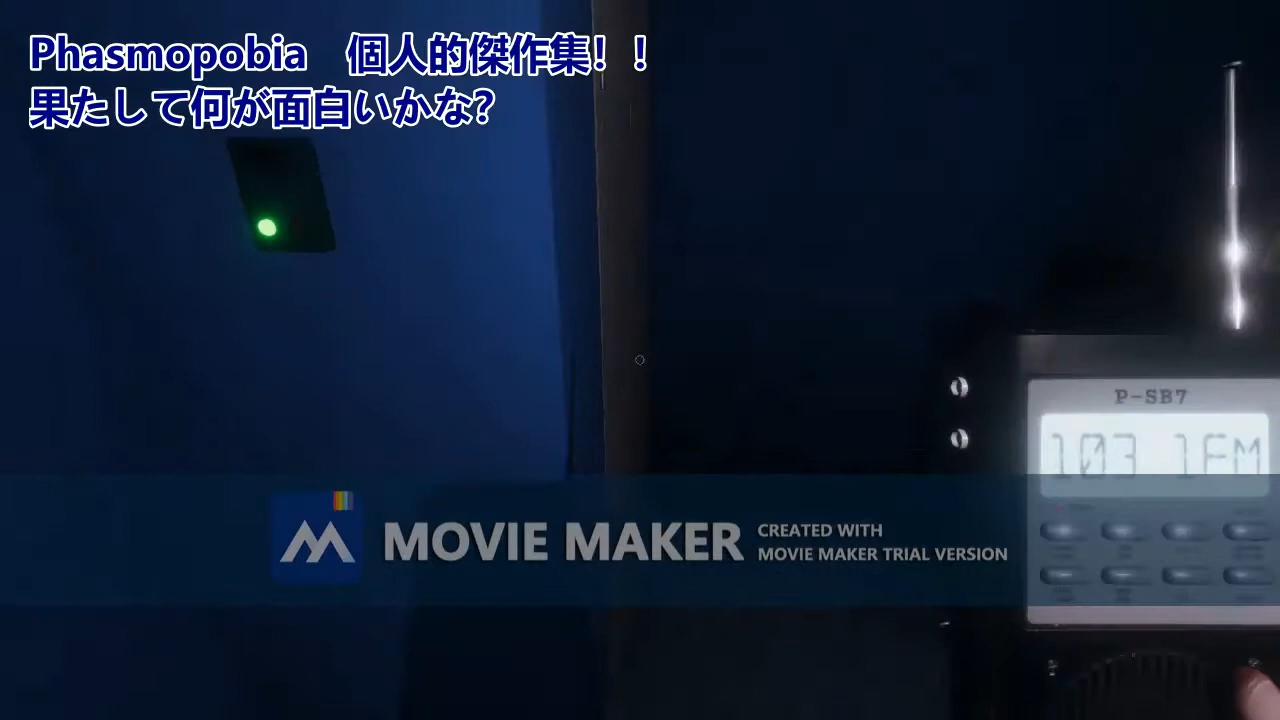 Phasmopobia　個人的傑作集！！
果たして何が面白いかな？
P-SB7
103 1FM
MOVIE MAKER
CREATED WITH
MOVIE MAKER TRIAL VERSION